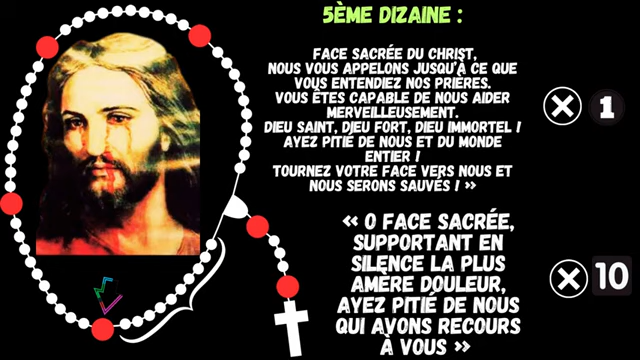 5ÈME DIZAINE :
FACE SACRÉE DU CHRIST,
NOUS VOUS APPELONS JUSQU'À CE QUE
VOUS ENTENDIEZ NOS PRIÈRES.
VOUS ÊTES CAPABLE DE NOUS AIDER
MERVEILLEUSEMENT.
DIEU SAINT, DIEU FORT, DIEU IMMORTEL !
AYEZ PITIÉ DE NOUS ET DU MONDE
ENTIER !
TOURNEZ VOTRE FACE VERS NOUS ET
NOUS SERONS SAUVÉS ! »
X 1
« O FACE SACRÉE,
SUPPORTANT EN
SILENCE LA PLUS
AMÈRE DOULEUR,
AYEZ PITIÉ DE NOUS
QUI AVONS RECOURS
À VOUS »
X 10